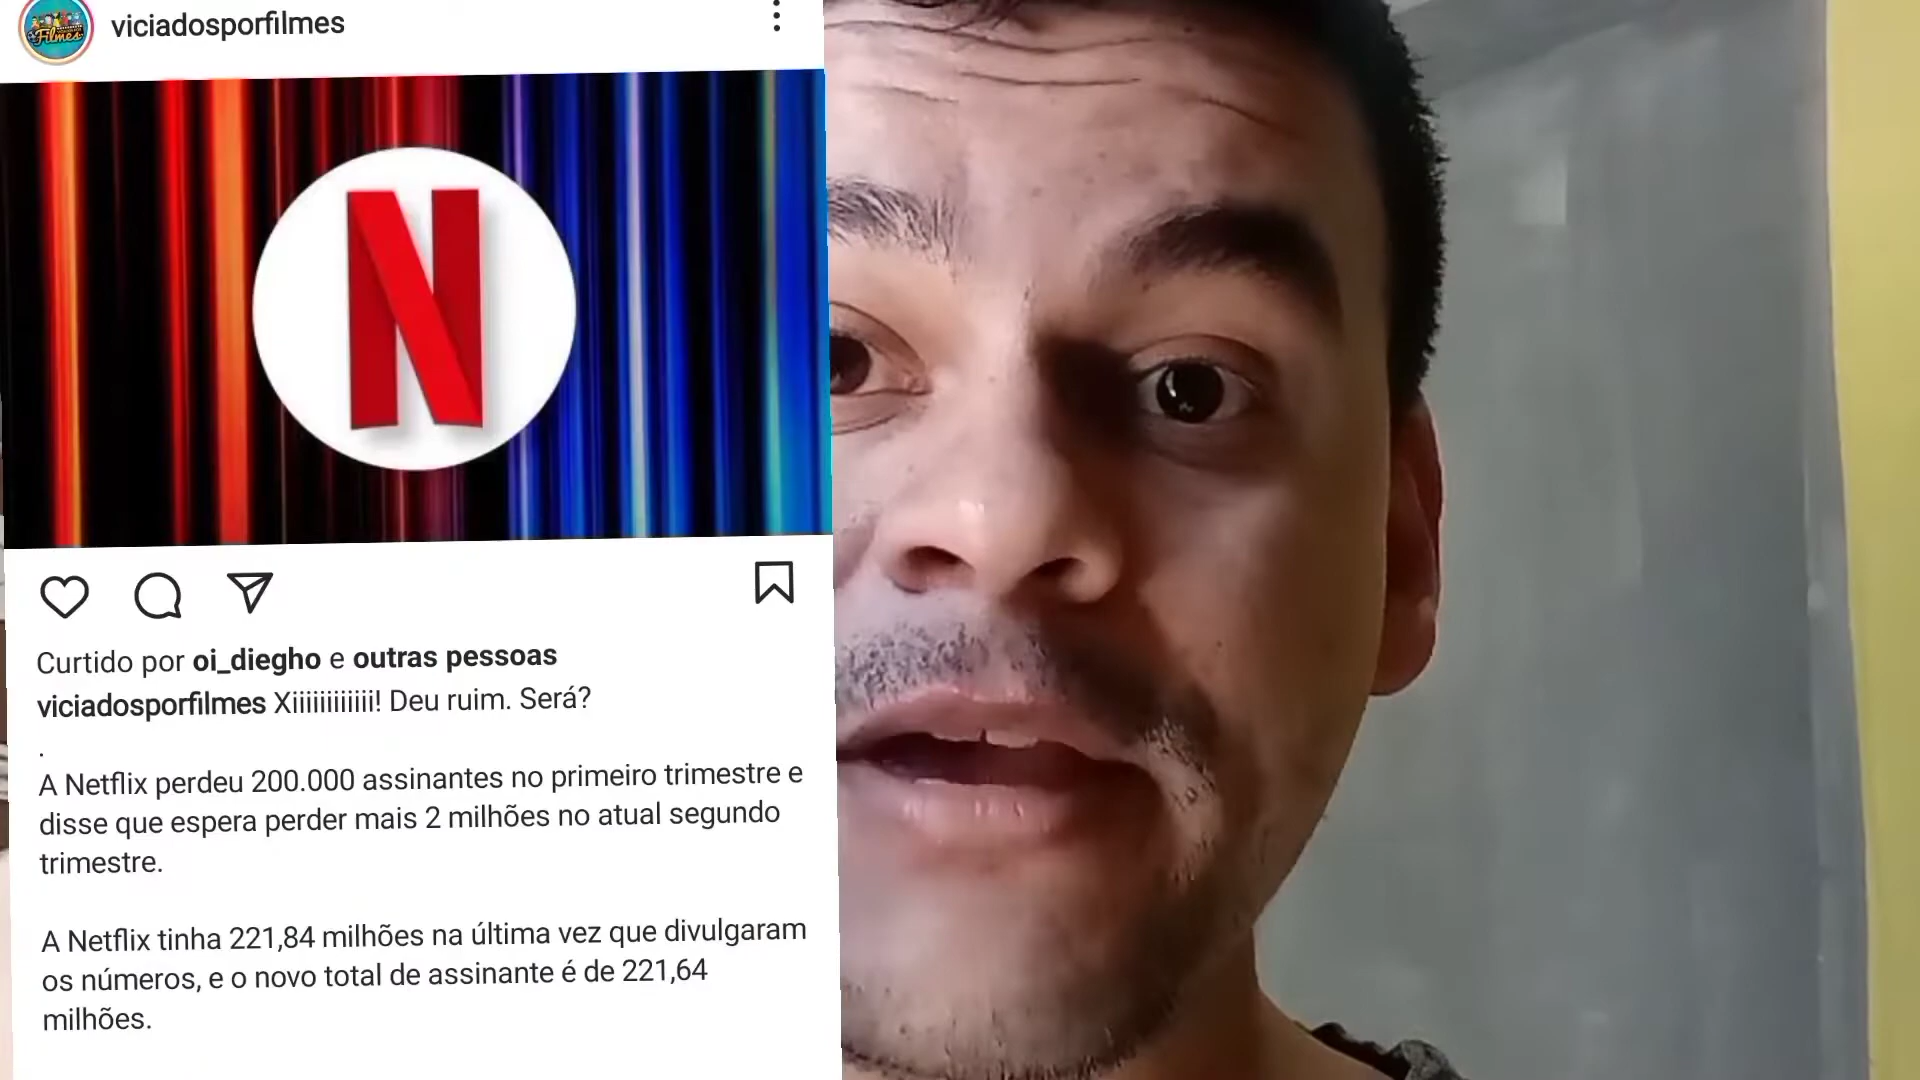 Filmes
viciadosporfilmes
N
Curtido por oi_diegho e outras pessoas
viciadosporfilmes Xiiiiiiiiiiii! Deu ruim. Será?
.
A Netflix perdeu 200.000 assinantes no primeiro trimestre e
disse que espera perder mais 2 milhões no atual segundo
trimestre.
A Netflix tinha 221,84 milhões na última vez que divulgaram
os números, e o novo total de assinante é de 221,64
milhões.